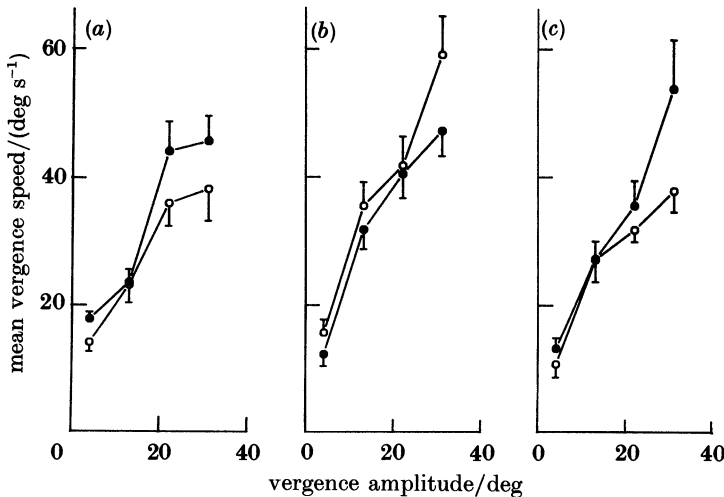 (a) (b) (c)
60
40
20
0
mean vergence speed/(deg s⁻¹)
0 20 40 0 20 40 0 20 40
vergence amplitude/deg